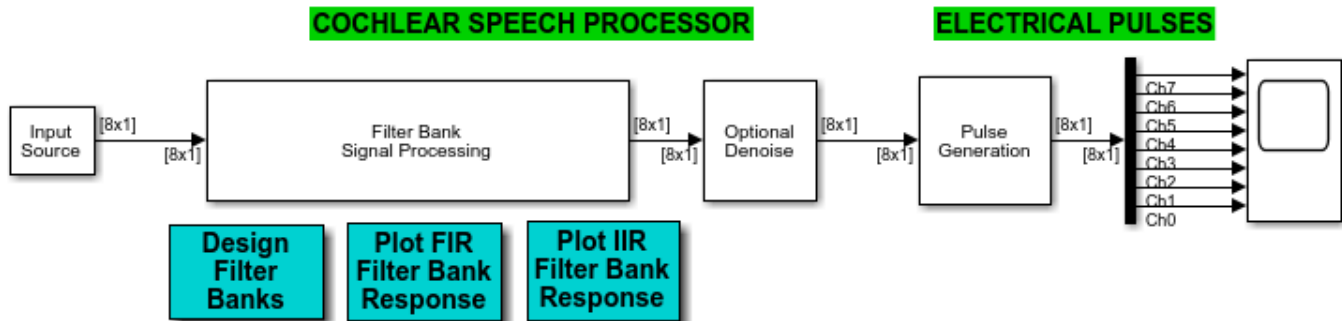 COCHLEAR SPEECH PROCESSOR
ELECTRICAL PULSES
Input
Source
[8x1]
[8x1]
Filter Bank
Signal Processing
[8x1]
[8x1]
Optional
Denoise
[8x1]
[8x1]
Pulse
Generation
[8x1]
[8x1]
Ch7
Ch6
Ch5
Ch4
Ch3
Ch2
Ch1
Ch0
Design
Filter
Banks
Plot FIR
Filter Bank
Response
Plot IIR
Filter Bank
Response